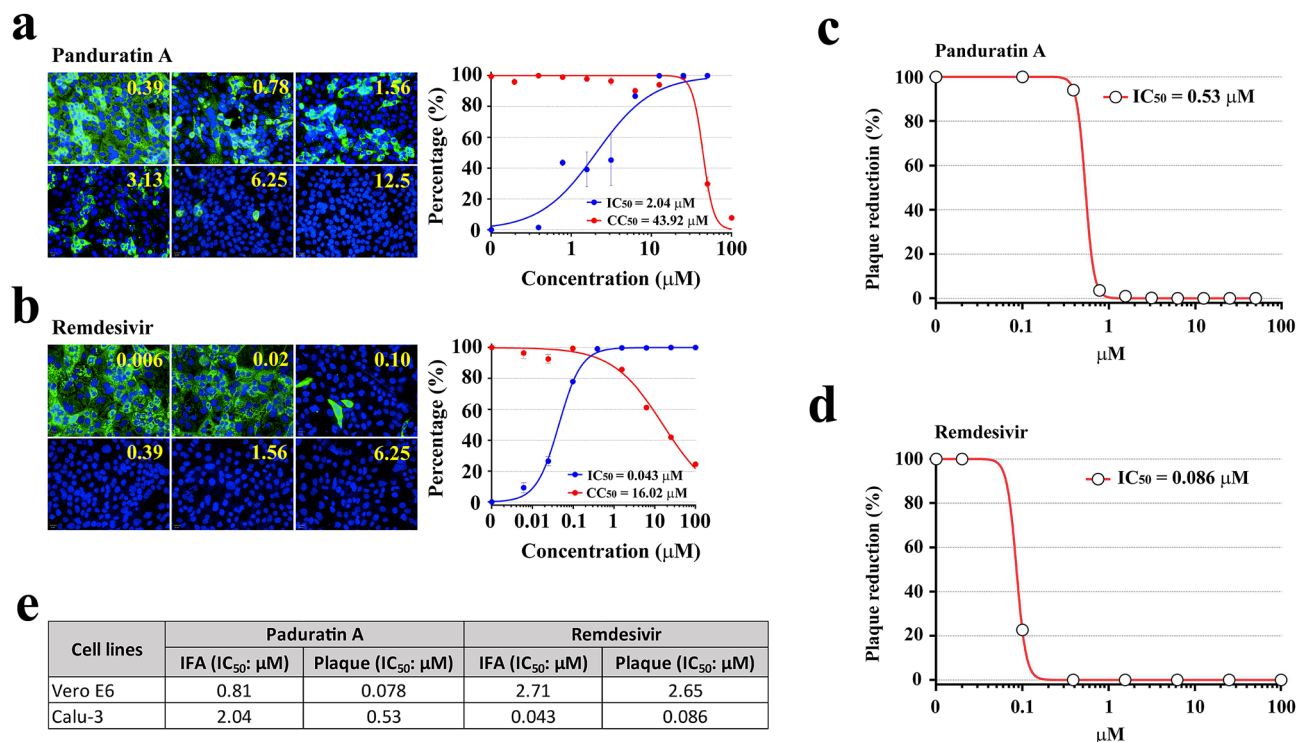 a
Panduratin A
0.39
0.78
1.56
3.13
6.25
12.5
Percentage (%)
100
80
60
40
20
0
IC50 = 2.04 μM
CC50 = 43.92 μM
0
1
10
100
Concentration (μM)
b
Remdesivir
0.006
0.02
0.10
0.39
1.56
6.25
Percentage (%)
100
80
60
40
20
0
IC50 = 0.043 μM
CC50 = 16.02 μM
0
0.01
0.1
1
10
100
Concentration (μM)
c
Panduratin A
Plaque reductioin (%)
100
80
60
40
20
0
IC50 = 0.53 μM
0
0.1
1
10
100
μM
d
Remdesivir
Plaque reduction (%)
100
80
60
40
20
0
IC50 = 0.086 μM
0
0.1
1
10
100
μM
e
Cell lines
Paduratin A
Remdesivir
IFA (IC50: μM)
Plaque (IC50: μM)
IFA (IC50: μM)
Plaque (IC50: μM)
Vero E6
0.81
0.078
2.71
2.65
Calu-3
2.04
0.53
0.043
0.086